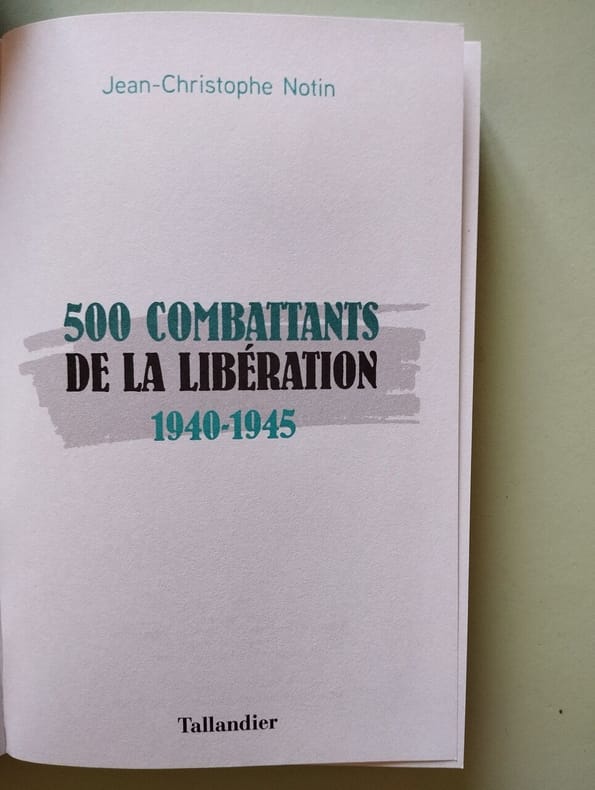 Jean-Christophe Notin
500 COMBATTANTS
DE LA LIBÉRATION
1940-1945
Tallandier